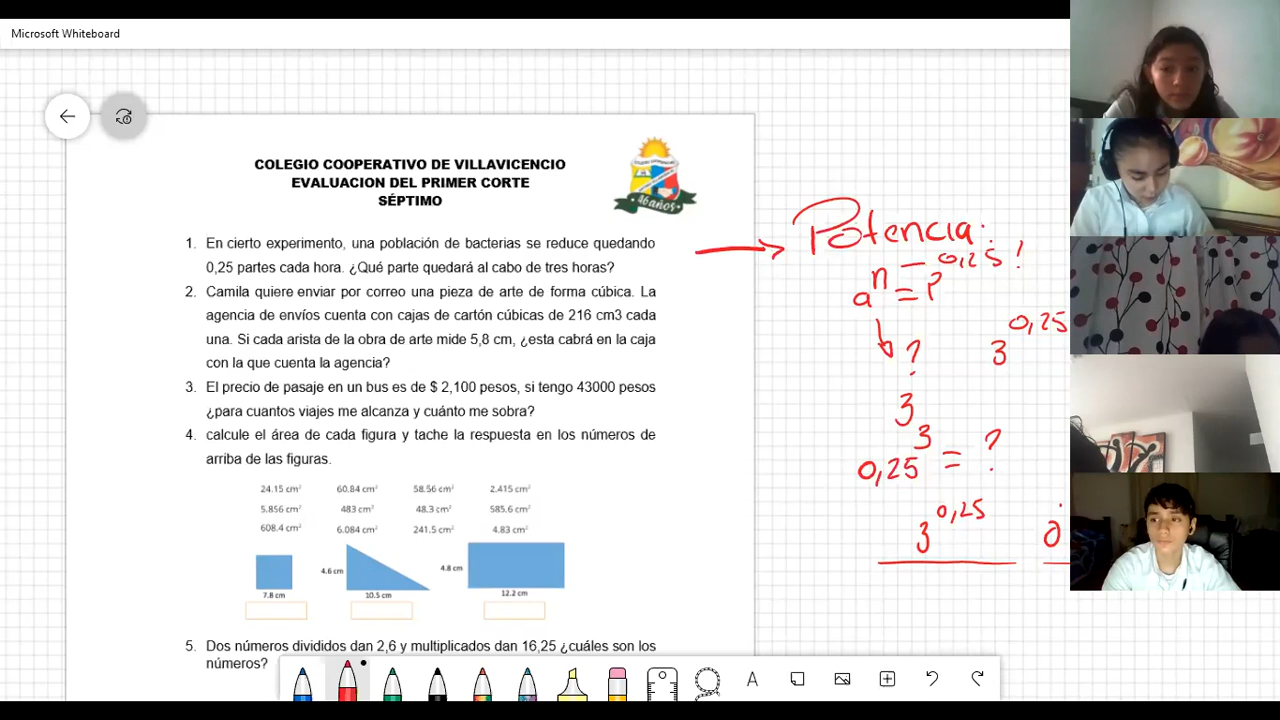 Microsoft Whiteboard
COLEGIO COOPERATIVO DE VILLAVICENCIO
EVALUACION DEL PRIMER CORTE
SÉPTIMO
46 años
1. En cierto experimento, una población de bacterias se reduce quedando
0,25 partes cada hora. ¿Qué parte quedará al cabo de tres horas?
2. Camila quiere enviar por correo una pieza de arte de forma cúbica. La
agencia de envíos cuenta con cajas de cartón cúbicas de 216 cm3 cada
una. Si cada arista de la obra de arte mide 5,8 cm, ¿esta cabrá en la caja
con la que cuenta la agencia?
3. El precio de pasaje en un bus es de $ 2,100 pesos, si tengo 43000 pesos
¿para cuantos viajes me alcanza y cuánto me sobra?
4. calcule el área de cada figura y tache la respuesta en los números de
arriba de las figuras.
24.15 cm² 60.84 cm² 58.56 cm² 2.415 cm²
5.856 cm² 483 cm² 48.3 cm² 585.6 cm²
608.4 cm² 6.084 cm² 241.5 cm² 4.83 cm²
4.6 cm 4.8 cm
7.8 cm 10.5 cm 12.2 cm
5. Dos números divididos dan 2,6 y multiplicados dan 16,25 ¿cuáles son los
números?
Potencia:
— 0,25 !
aⁿ = ?
? 3^0,25
3
0,25³ = ?
3^0,25 0
A